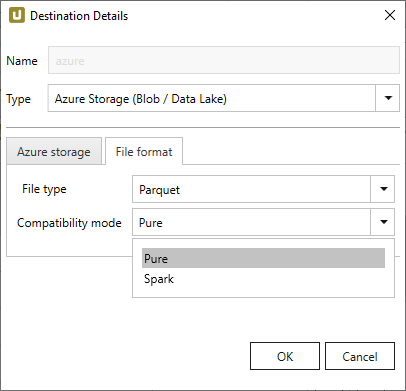 Destination Details
Name azure
Type Azure Storage (Blob / Data Lake)
Azure storage File format
File type Parquet
Compatibility mode Pure
Pure
Spark
OK Cancel